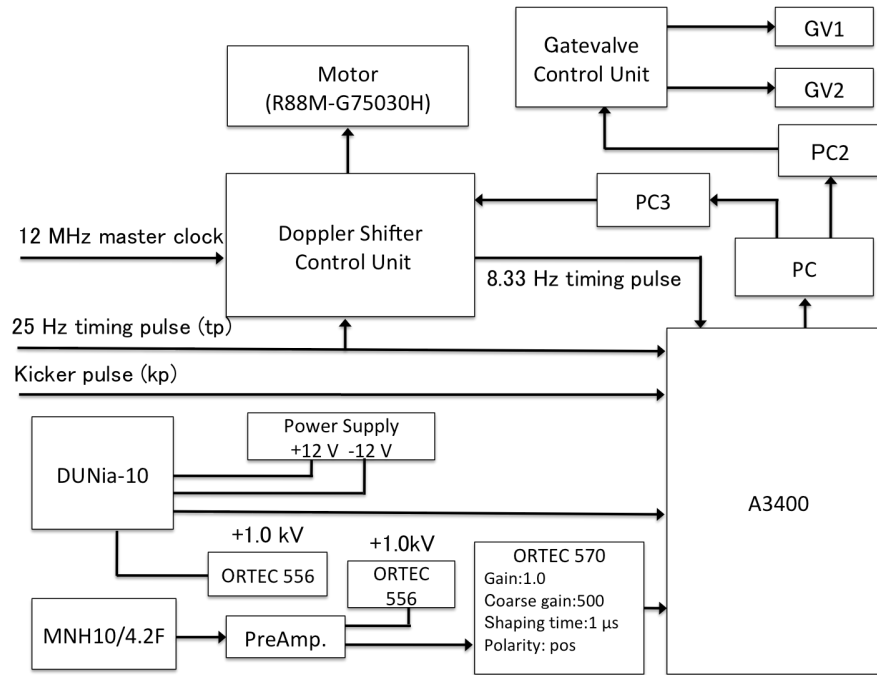 GV1
Gatevalve
Control Unit
GV2
Motor
(R88M-G75030H)
PC2
PC3
12 MHz master clock
Doppler Shifter
Control Unit
PC
8.33 Hz timing pulse
25 Hz timing pulse (tp)
Kicker pulse (kp)
Power Supply
+12 V -12 V
DUNia-10
A3400
+1.0 kV
ORTEC 556
+1.0kV
ORTEC
556
ORTEC 570
Gain:1.0
Coarse gain:500
Shaping time:1 µs
Polarity: pos
MNH10/4.2F
PreAmp.